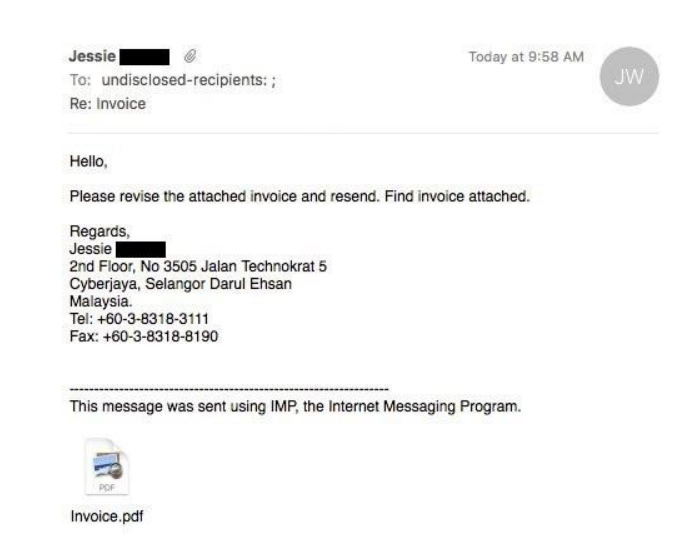 Jessie
Today at 9:58 AM
JW
To: undisclosed-recipients: ;
Re: Invoice
Hello,
Please revise the attached invoice and resend. Find invoice attached.
Regards,
Jessie
2nd Floor, No 3505 Jalan Technokrat 5
Cyberjaya, Selangor Darul Ehsan
Malaysia.
Tel: +60-3-8318-3111
Fax: +60-3-8318-8190
----------------------------------------------------------------
This message was sent using IMP, the Internet Messaging Program.
PDF
Invoice.pdf